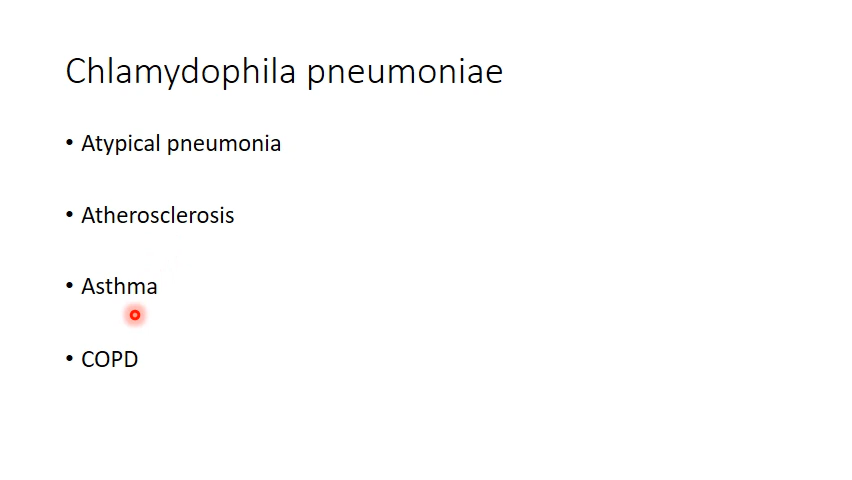 Chlamydophila pneumoniae
• Atypical pneumonia
• Atherosclerosis
• Asthma
• COPD